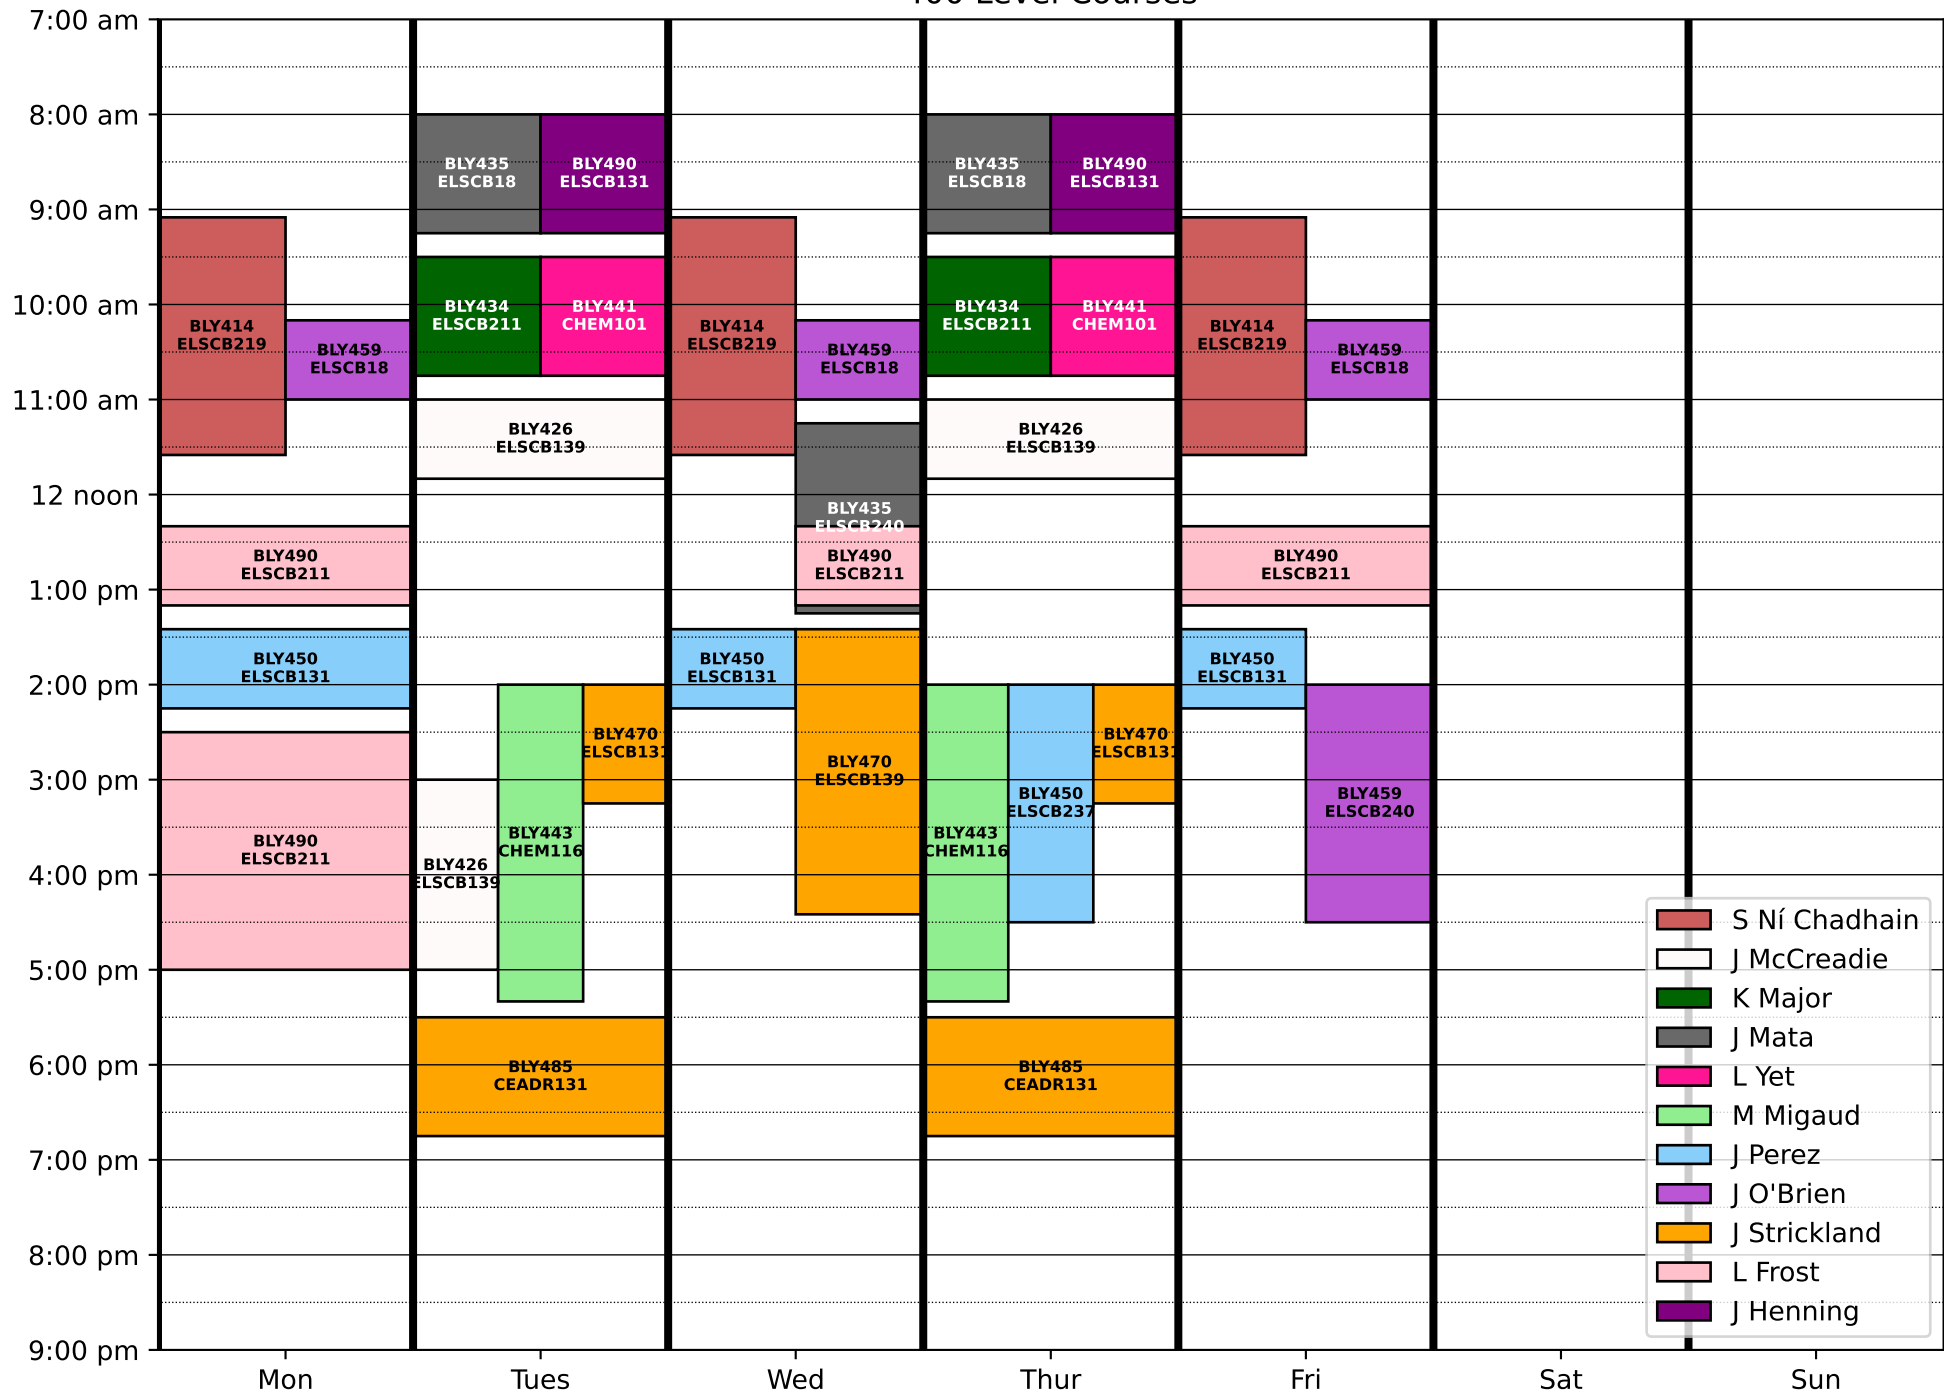 400 Level Courses
7:00 am
8:00 am
9:00 am
10:00 am
11:00 am
12 noon
1:00 pm
2:00 pm
3:00 pm
4:00 pm
5:00 pm
6:00 pm
7:00 pm
8:00 pm
9:00 pm
BLY414
ELSCB219
BLY459
ELSCB18
BLY490
ELSCB211
BLY450
ELSCB131
BLY490
ELSCB211
BLY435
ELSCB18
BLY490
ELSCB131
BLY434
ELSCB211
BLY441
CHEM101
BLY426
ELSCB139
BLY426
ELSCB139
BLY443
CHEM116
BLY470
ELSCB131
BLY485
CEADR131
BLY414
ELSCB219
BLY459
ELSCB18
BLY435
ELSCB240
BLY490
ELSCB211
BLY450
ELSCB131
BLY470
ELSCB139
BLY435
ELSCB18
BLY490
ELSCB131
BLY434
ELSCB211
BLY441
CHEM101
BLY426
ELSCB139
BLY443
CHEM116
BLY450
ELSCB237
BLY470
ELSCB131
BLY485
CEADR131
BLY414
ELSCB219
BLY459
ELSCB18
BLY490
ELSCB211
BLY450
ELSCB131
BLY459
ELSCB240
S Ní Chadhain
J McCreadie
K Major
J Mata
L Yet
M Migaud
J Perez
J O'Brien
J Strickland
L Frost
J Henning
Mon
Tues
Wed
Thur
Fri
Sat
Sun